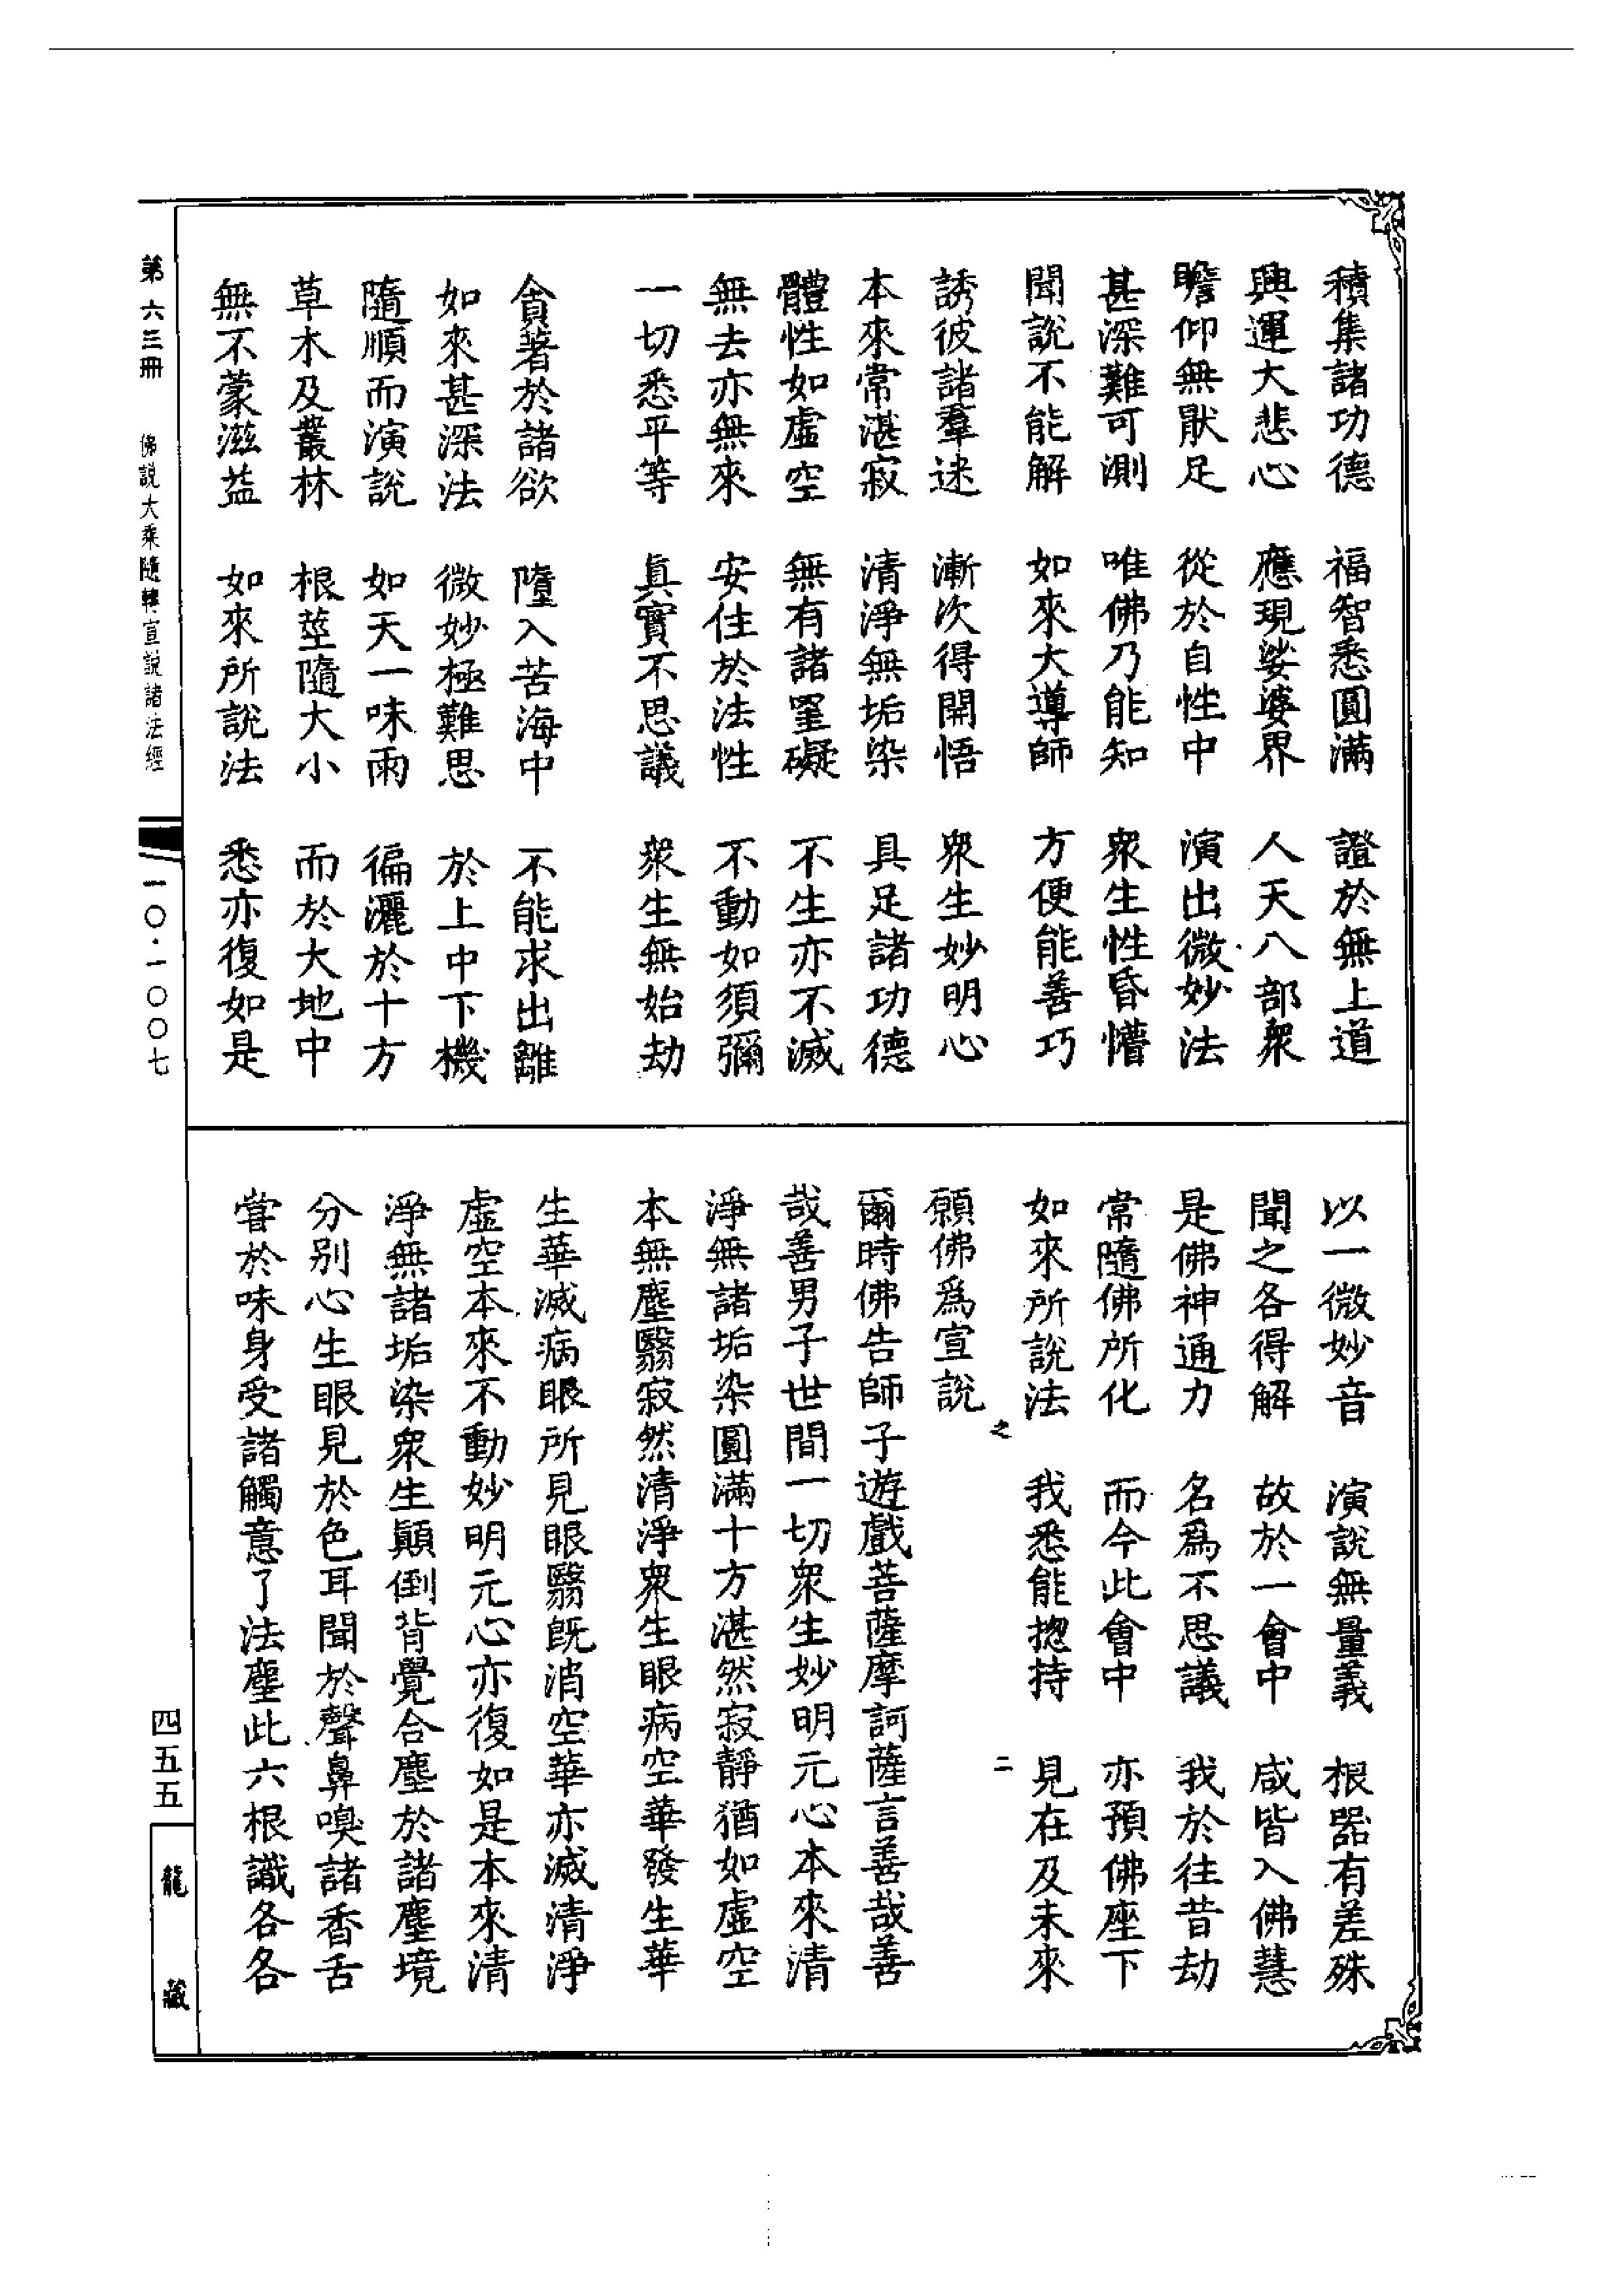 積集諸功德　福智悉圓滿　證於無上道
興運大悲心　應現娑婆界　人天八部衆
瞻仰無猒足　從於自性中　演出微妙法
甚深難可測　唯佛乃能知　衆生性昏懵
聞說不能解　如來大導師　方便能善巧
誘彼諸羣迷　漸次得開悟　衆生妙明心
本來常湛寂　清淨無垢染　具足諸功德
體性如虛空　無有諸罣礙　不生亦不滅
無去亦無來　安住於法性　不動如須彌
一切悉平等　真實不思議　衆生無始劫
貪著於諸欲　墮入苦海中　不能求出離
如來甚深法　微妙極難思　於上中下機
隨順而演說　如天一味雨　徧灑於十方
草木及叢林　根莖隨大小　而於大地中
無不蒙滋益　如來所說法　悉亦復如是
以一微妙音　演說無量義　根器有差殊
聞之各得解　故於一會中　咸皆入佛慧
是佛神通力　名爲不思議　我於往昔劫
常隨佛所化　而今此會中　亦預佛座下
如來所說法　我悉能揔持　見在及未來
之　二
願佛爲宣說
爾時佛告師子遊戲菩薩摩訶薩言善哉善
哉善男子世間一切衆生妙明元心本來清
淨無諸垢染圓滿十方湛然寂靜猶如虛空
本無塵翳寂然清淨衆生眼病空華發生華
生華滅病眼所見眼翳旣消空華亦滅清淨
虛空本來不動妙明元心亦復如是本來清
淨無諸垢染衆生顛倒背覺合塵於諸塵境
分别心生眼見於色耳聞於聲鼻嗅諸香舌
甞於味身受諸觸意了法塵此六根識各各
第六三冊　佛説大乘隨轉宣説諸法經　一〇·一〇〇七
四五五
龍藏